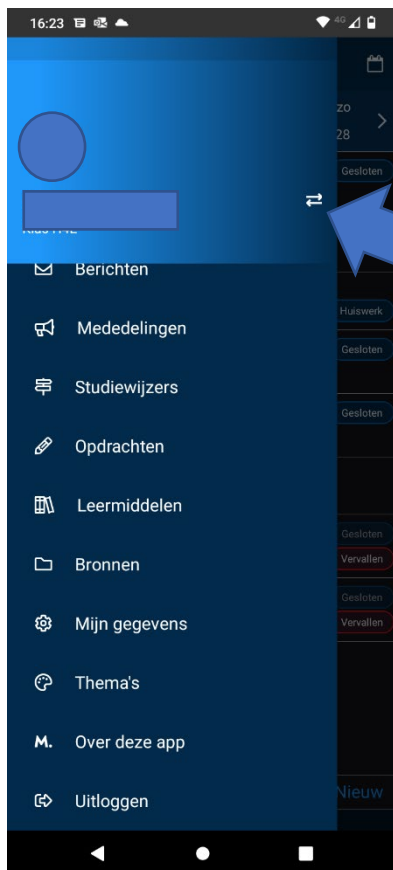 16:23
4G
zo
28
Gesloten
Berichten
Huiswerk
Mededelingen
Gesloten
Studiewijzers
Gesloten
Opdrachten
Leermiddelen
Gesloten
Bronnen
Vervallen
Gesloten
Mijn gegevens
Vervallen
Thema's
M. Over deze app
Nieuw
Uitloggen